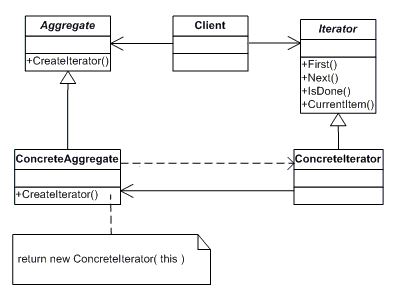 Aggregate
Client
Iterator
+CreateIterator()
+First()
+Next()
+IsDone()
+CurrentItem()
ConcreteAggregate
ConcreteIterator
+CreateIterator()
return new ConcreteIterator( this )